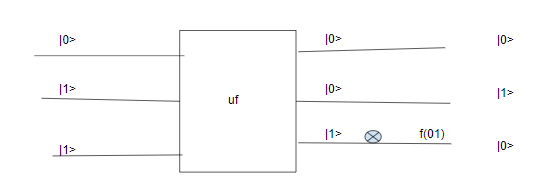 |0> |0> |0>
|1> |0> |1>
uf
|1> |1> f(01) |0>